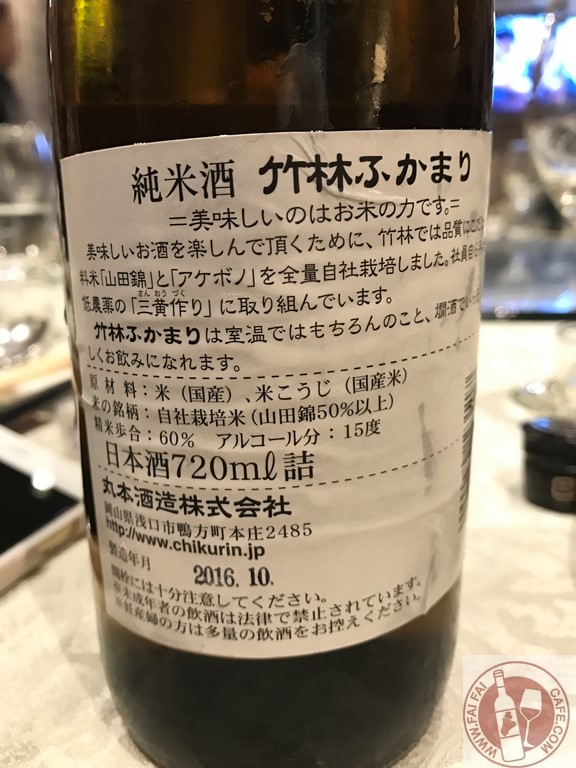 純米酒 竹林ふかまり
=美味しいのはお米の力です。=
美味しいお酒を楽しんで頂くために、竹林では品質に
料米「山田錦」と「アケボノ」を全量自社栽培しました。社員自ら
低農薬の「三黄作り」に取り組んでいます。
さんおうづく
竹林ふかまりは室温ではもちろんのこと、燗酒で
しくお飲みになれます。
原材料:米(国産)、米こうじ(国産米)
米の銘柄:自社栽培米(山田錦50%以上)
精米歩合:60% アルコール分:15度
日本酒720mℓ詰
丸本酒造株式会社
岡山県浅口市鴨方町本庄2485
http://www.chikurin.jp
製造年月
2016.10.
開栓には十分注意してください。
※未成年者の飲酒は法律で禁止されています。
※妊産婦の方は多量の飲酒をお控えください。
WWW.FAIFAICAFE.COM